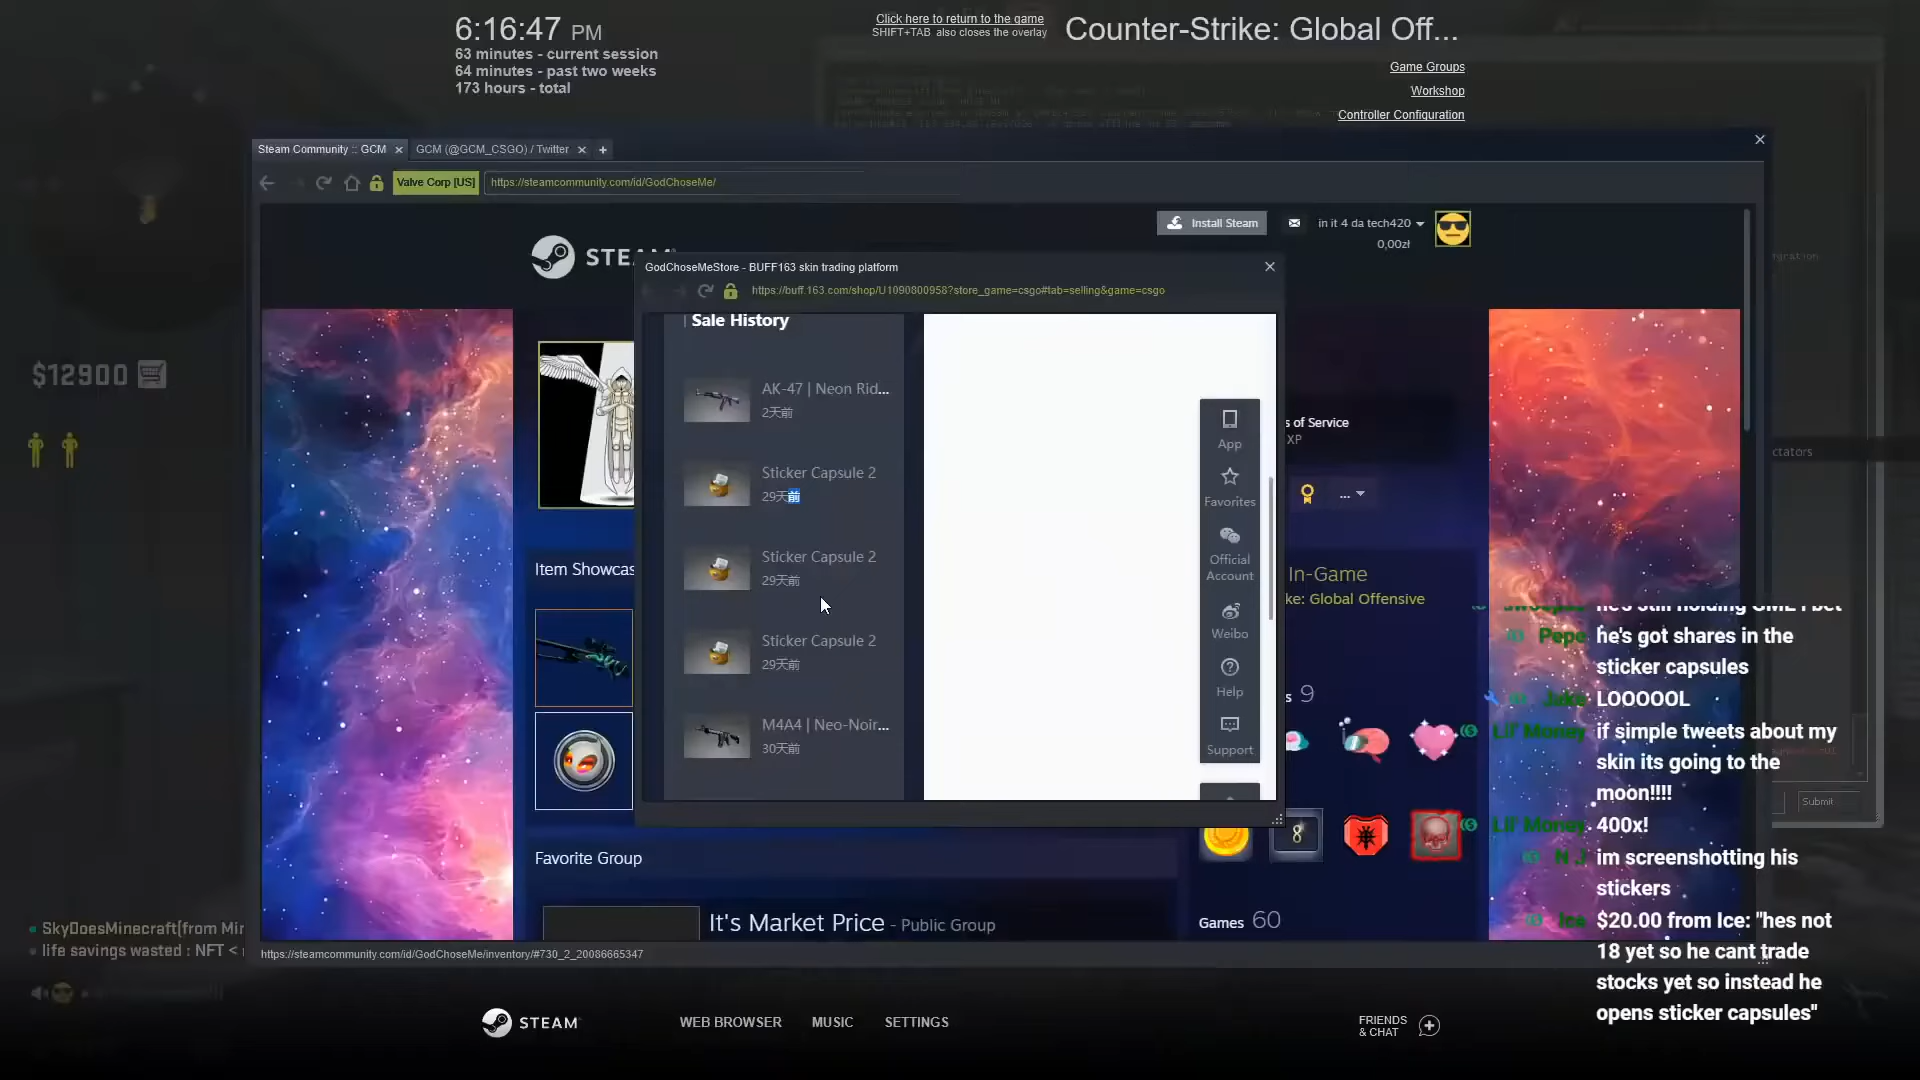 6:16:47 PM
63 minutes - current session
64 minutes - past two weeks
173 hours - total
Click here to return to the game
SHIFT+TAB also closes the overlay
Counter-Strike: Global Off...
Game Groups
Workshop
Controller Configuration
Steam Community :: GCM
GCM (@GCM_CSGO) / Twitter
Valve Corp [US]
https://steamcommunity.com/id/GodChoseMe/
Install Steam
in it 4 da tech420
0,00zł
STEAM
GodChoseMeStore - BUFF163 skin trading platform
https://buff.163.com/shop/U1090800958?store_game=csgo#tab=selling&game=csgo
Sale History
AK-47 | Neon Rid...
2天前
Sticker Capsule 2
29天前
Sticker Capsule 2
29天前
Sticker Capsule 2
29天前
M4A4 | Neo-Noir...
30天前
App
Favorites
Official
Account
Weibo
Help
Support
$12900
s of Service
XP
...
Item Showcas
In-Game
ke: Global Offensive
s 9
8
Favorite Group
It's Market Price - Public Group
Games 60
ctators
Submit
he's still holding GME I bet
Pepe he's got shares in the
sticker capsules
Jake LOOOOOL
Lil' Money if simple tweets about my
skin its going to the
moon!!!!
Lil' Money 400x!
N J im screenshotting his
stickers
Ice $20.00 from Ice: "hes not
18 yet so he cant trade
stocks yet so instead he
opens sticker capsules"
SkyDoesMinecraft(from Mir
life savings wasted : NFT <
https://steamcommunity.com/id/GodChoseMe/inventory/#730_2_20086665347
STEAM
WEB BROWSER
MUSIC
SETTINGS
FRIENDS
& CHAT